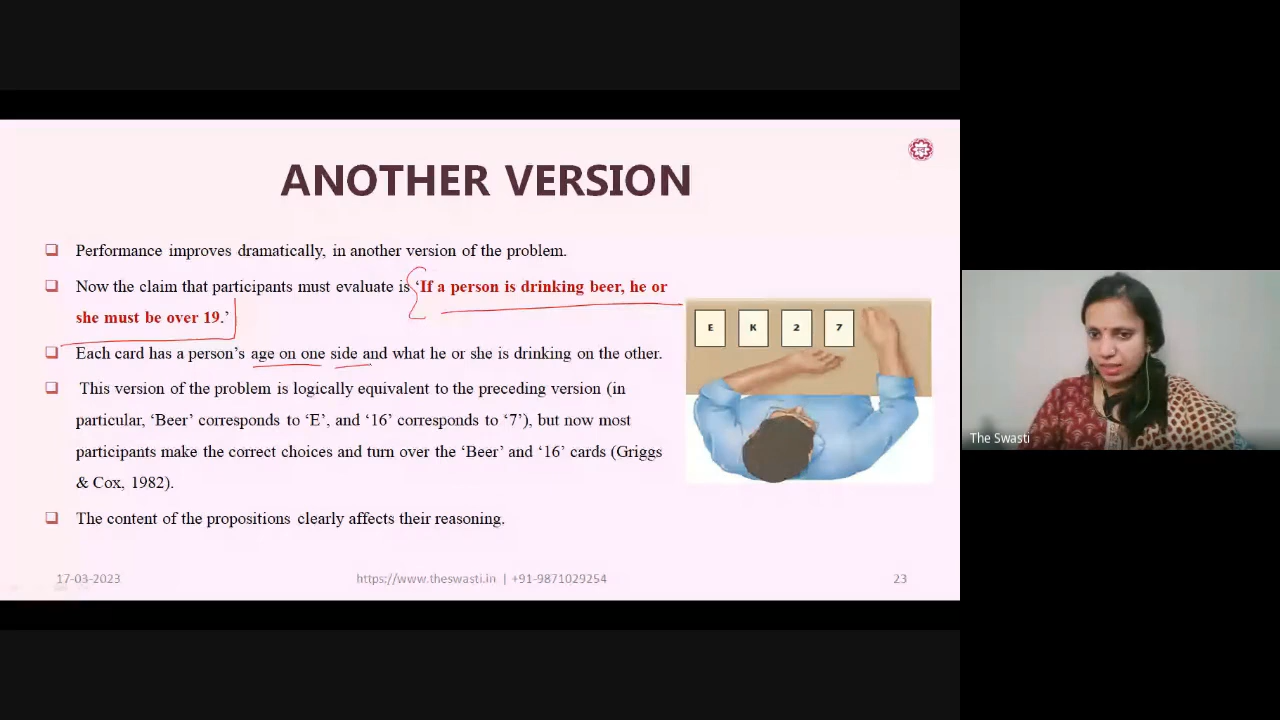 ANOTHER VERSION
Performance improves dramatically, in another version of the problem.
Now the claim that participants must evaluate is ‘If a person is drinking beer, he or
she must be over 19.’
Each card has a person’s age on one side and what he or she is drinking on the other.
This version of the problem is logically equivalent to the preceding version (in
particular, ‘Beer’ corresponds to ‘E’, and ‘16’ corresponds to ‘7’), but now most
participants make the correct choices and turn over the ‘Beer’ and ‘16’ cards (Griggs
& Cox, 1982).
The content of the propositions clearly affects their reasoning.
E K 2 7
17-03-2023 https://www.theswasti.in | +91-9871029254 23
The Swasti